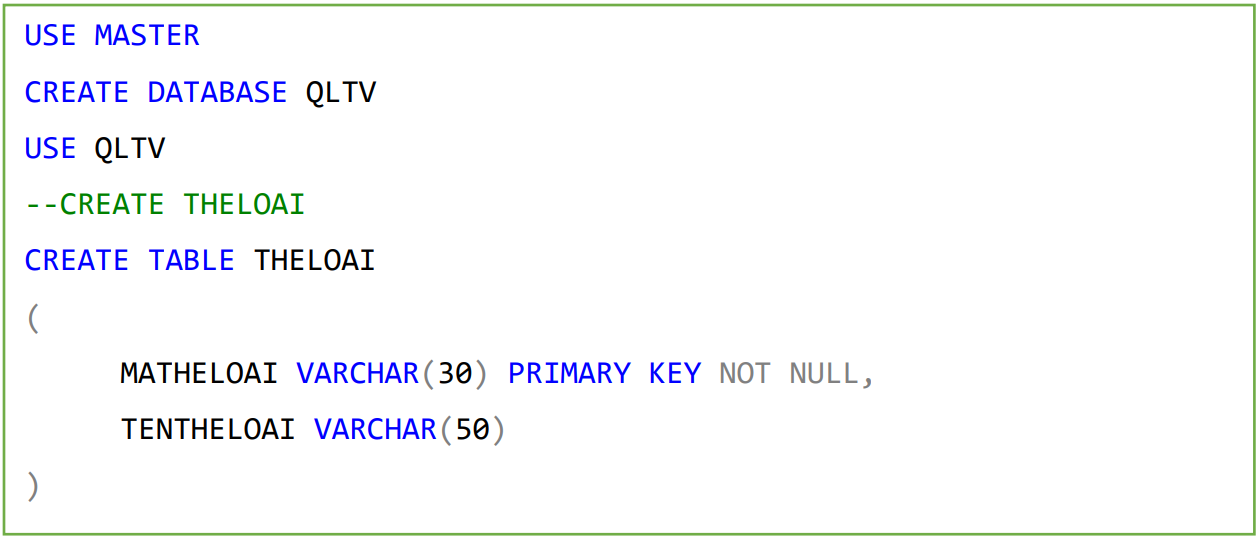 USE MASTER
CREATE DATABASE QLTV
USE QLTV
--CREATE THELOAI
CREATE TABLE THELOAI
(
MATHELOAI VARCHAR(30) PRIMARY KEY NOT NULL,
TENTHELOAI VARCHAR(50)
)